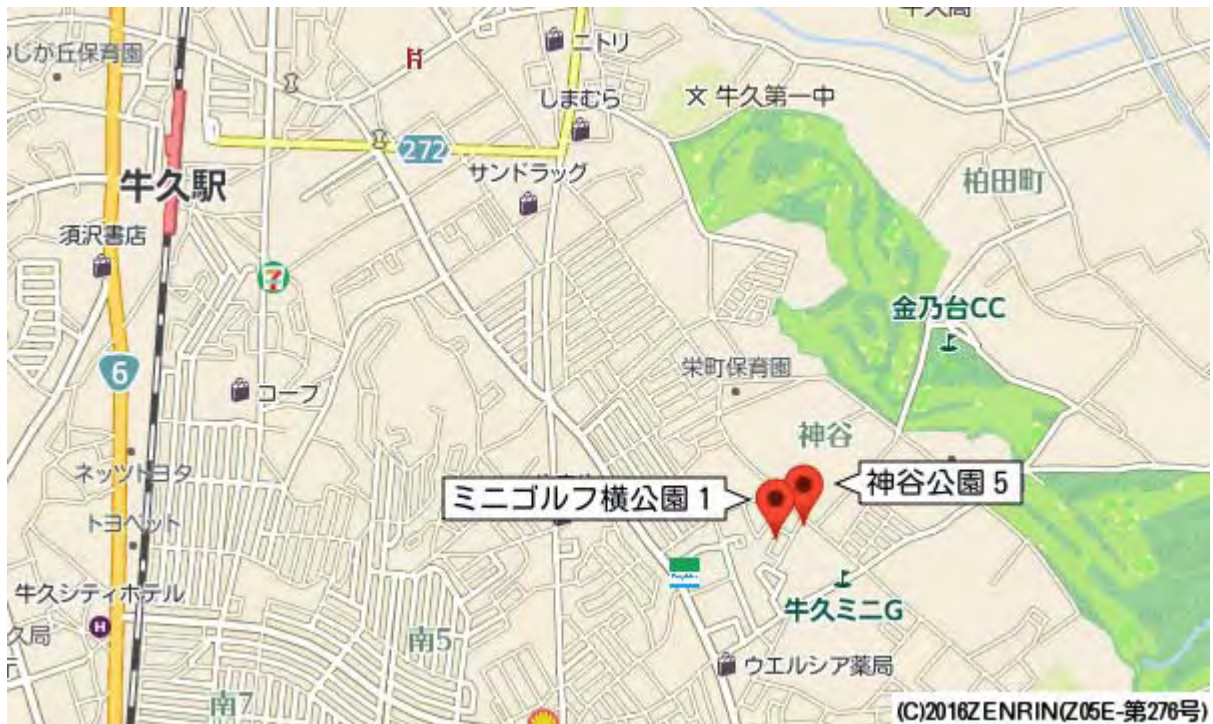 つじが丘保育園
ニトリ
しまむら
牛久第一中
272
サンドラッグ
牛久駅
柏田町
須沢書店
金乃台CC
6
コープ
栄町保育園
神谷
ネッツトヨタ
ミニゴルフ横公園 1
神谷公園 5
トヨペット
牛久シティホテル
久局
H
牛久ミニG
南5
ウエルシア薬局
南7
(C)2016ZENRIN(Z05E-第276号)